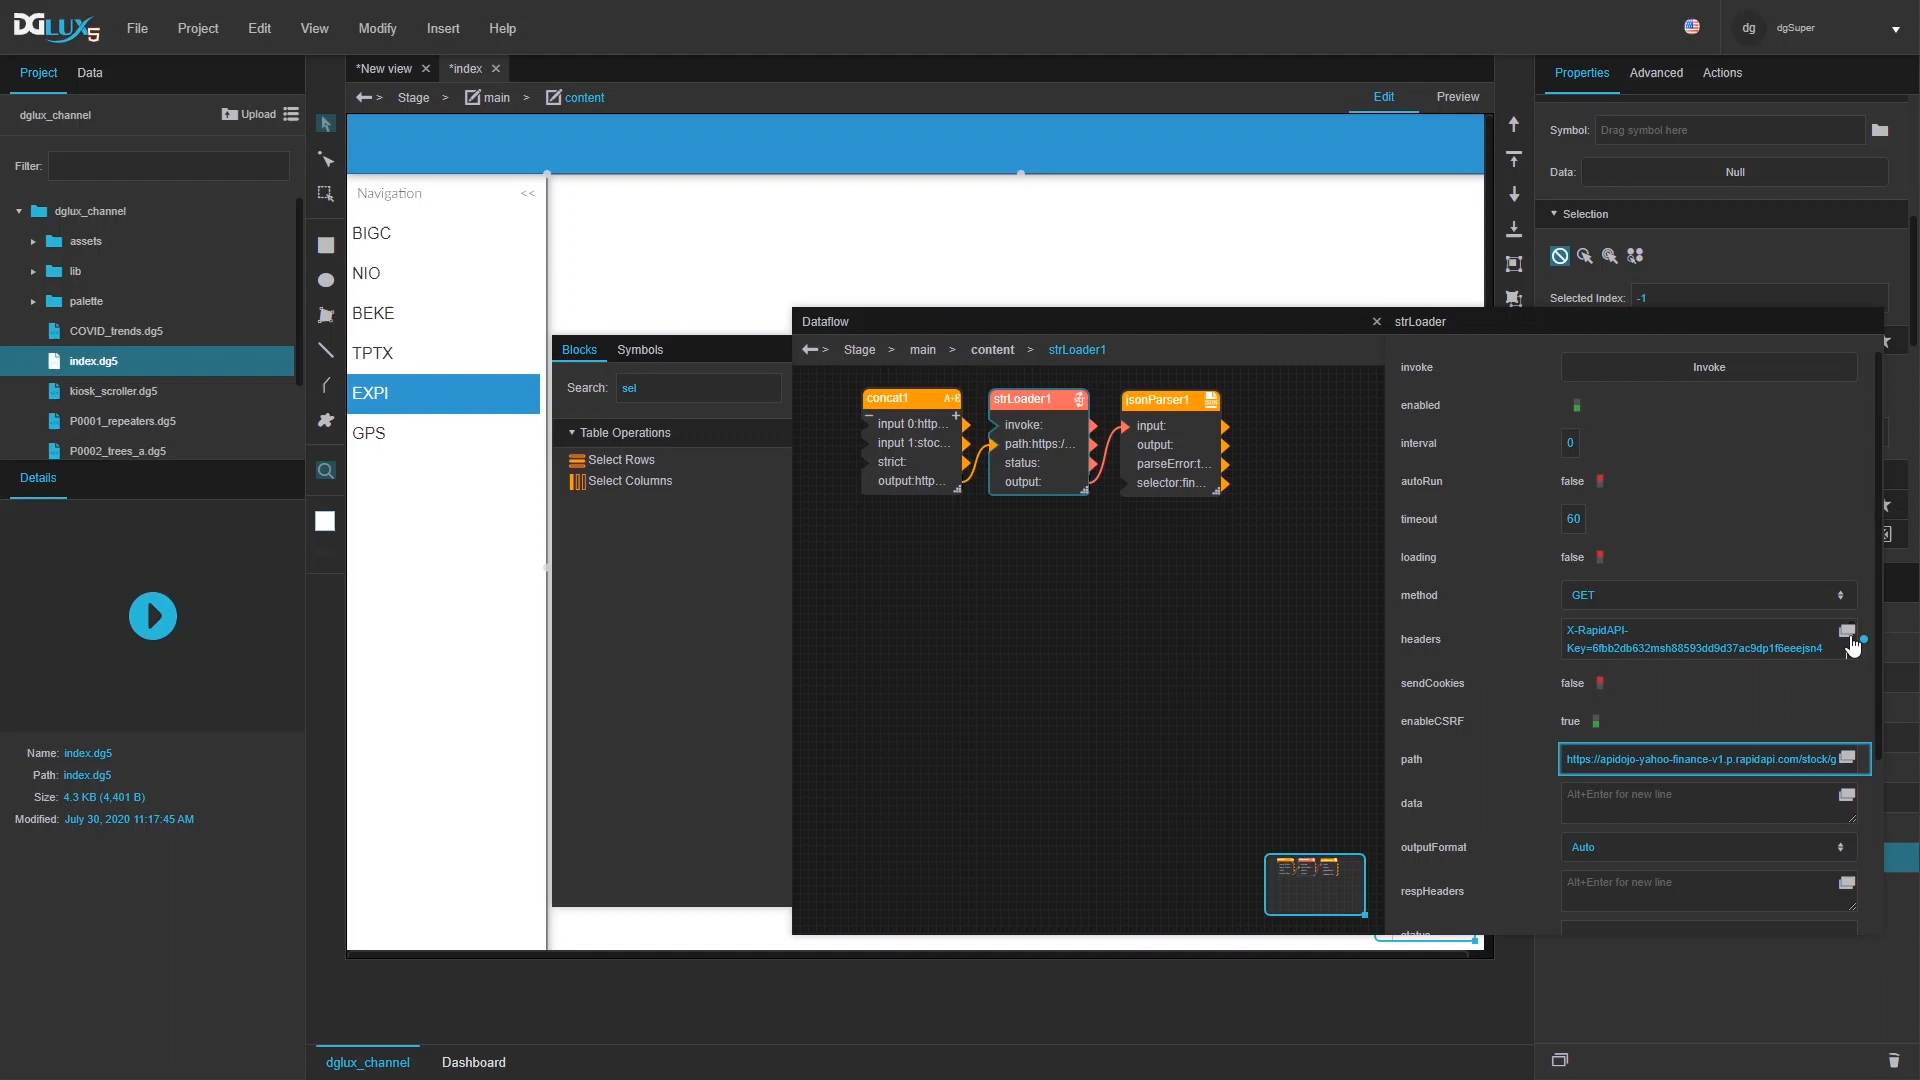 DGLUX5
File Project Edit View Modify Insert Help
dg dgSuper
Project Data
dglux_channel
Upload
Filter:
dglux_channel
assets
lib
palette
COVID_trends.dg5
index.dg5
kiosk_scroller.dg5
P0001_repeaters.dg5
P0002_trees_a.dg5
Details
Name: index.dg5
Path: index.dg5
Size: 4.3 KB (4,401 B)
Modified: July 30, 2020 11:17:45 AM
*New view
*index
Stage > main > content
Edit Preview
Navigation <<
BIGC
NIO
BEKE
TPTX
EXPI
GPS
Blocks Symbols
Search: sel
Table Operations
Select Rows
Select Columns
Dataflow
Stage > main > content > strLoader1
concat1 A+B
input 0:http...
input 1:stoc...
strict:
output:http...
strLoader1
invoke:
path:https:/...
status:
output:
jsonParser1
input:
output:
parseError:t...
selector:fin...
strLoader
invoke Invoke
enabled
interval 0
autoRun false
timeout 60
loading false
method GET
headers X-RapidAPI-
Key=6fbb2db632msh88593dd9d37ac9dp1f6eeejsn4
sendCookies false
enableCSRF true
path https://apidojo-yahoo-finance-v1.p.rapidapi.com/stock/g
data Alt+Enter for new line
outputFormat Auto
respHeaders Alt+Enter for new line
status
Properties Advanced Actions
Symbol: Drag symbol here
Data: Null
Selection
Selected Index: -1
dglux_channel Dashboard